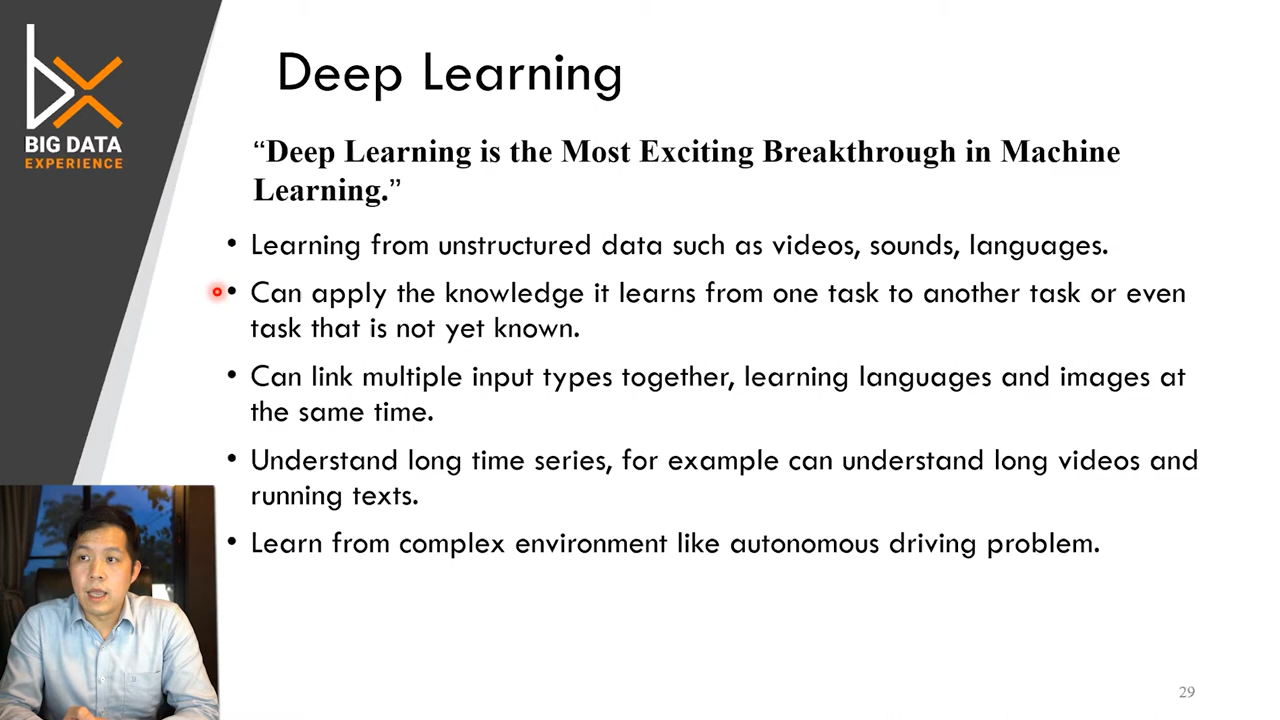 BIG DATA
EXPERIENCE
Deep Learning
“Deep Learning is the Most Exciting Breakthrough in Machine
Learning.”
• Learning from unstructured data such as videos, sounds, languages.
• Can apply the knowledge it learns from one task to another task or even
task that is not yet known.
• Can link multiple input types together, learning languages and images at
the same time.
• Understand long time series, for example can understand long videos and
running texts.
• Learn from complex environment like autonomous driving problem.
29